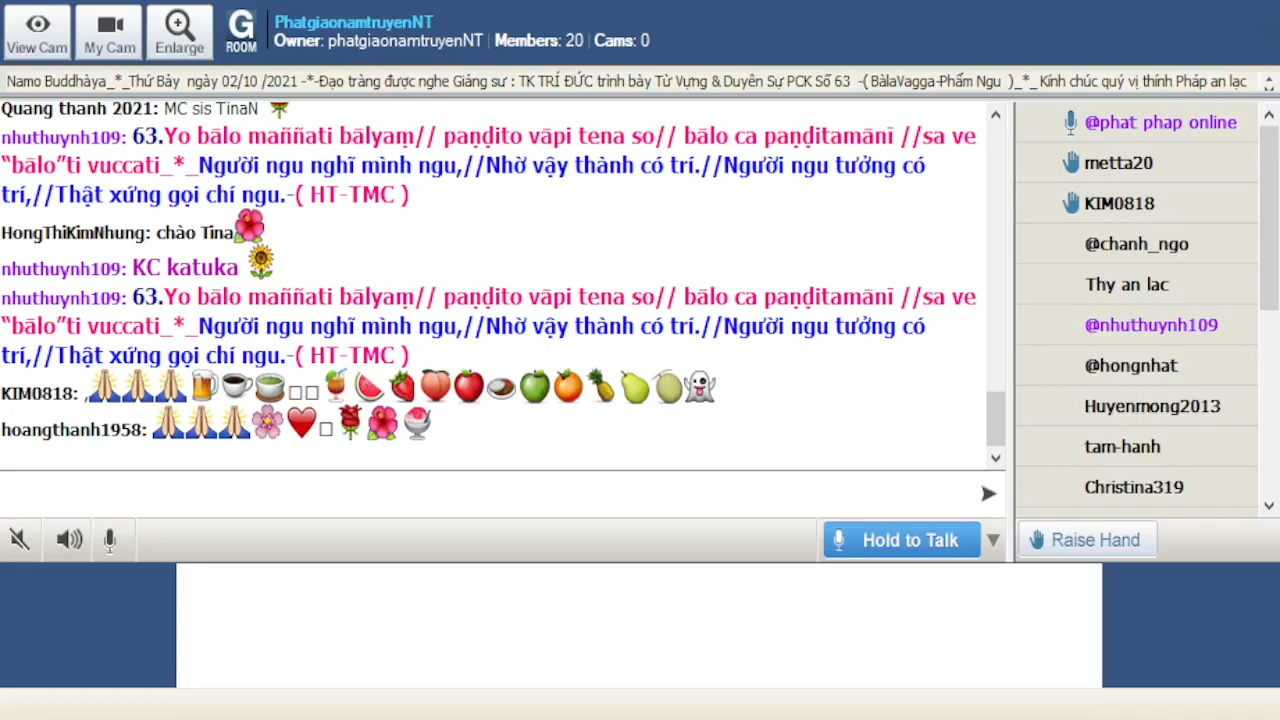 View Cam
My Cam
Enlarge
G
ROOM
PhatgiaonamtruyenNT
Owner: phatgiaonamtruyenNT | Members: 20 | Cams: 0
Namo Buddhàya_*_Thứ Bảy ngày 02/10 /2021 -*-Đạo tràng được nghe Giảng sư : TK TRÍ ĐỨC trình bày Từ Vựng & Duyên Sự PCK Số 63 -( BàlaVagga-Phẩm Ngu )_*_ Kính chúc quý vị thính Pháp an lạc
Quang thanh 2021: MC sis TinaN
nhuthuynh109: 63.Yo bālo maññati bālyaṃ// paṇḍito vāpi tena so// bālo ca paṇḍitamānī //sa ve
“bālo”ti vuccati_*_Người ngu nghĩ mình ngu,//Nhờ vậy thành có trí.//Người ngu tưởng có
trí,//Thật xứng gọi chí ngu.-( HT-TMC )
HongThiKimNhung: chào Tina
nhuthuynh109: KC katuka
nhuthuynh109: 63.Yo bālo maññati bālyaṃ// paṇḍito vāpi tena so// bālo ca paṇḍitamānī //sa ve
“bālo”ti vuccati_*_Người ngu nghĩ mình ngu,//Nhờ vậy thành có trí.//Người ngu tưởng có
trí,//Thật xứng gọi chí ngu.-( HT-TMC )
KIM0818: ,
hoangthanh1958:
@phat phap online
metta20
KIM0818
@chanh_ngo
Thy an lac
@nhuthuynh109
@hongnhat
Huyenmong2013
tam-hanh
Christina319
Hold to Talk
Raise Hand